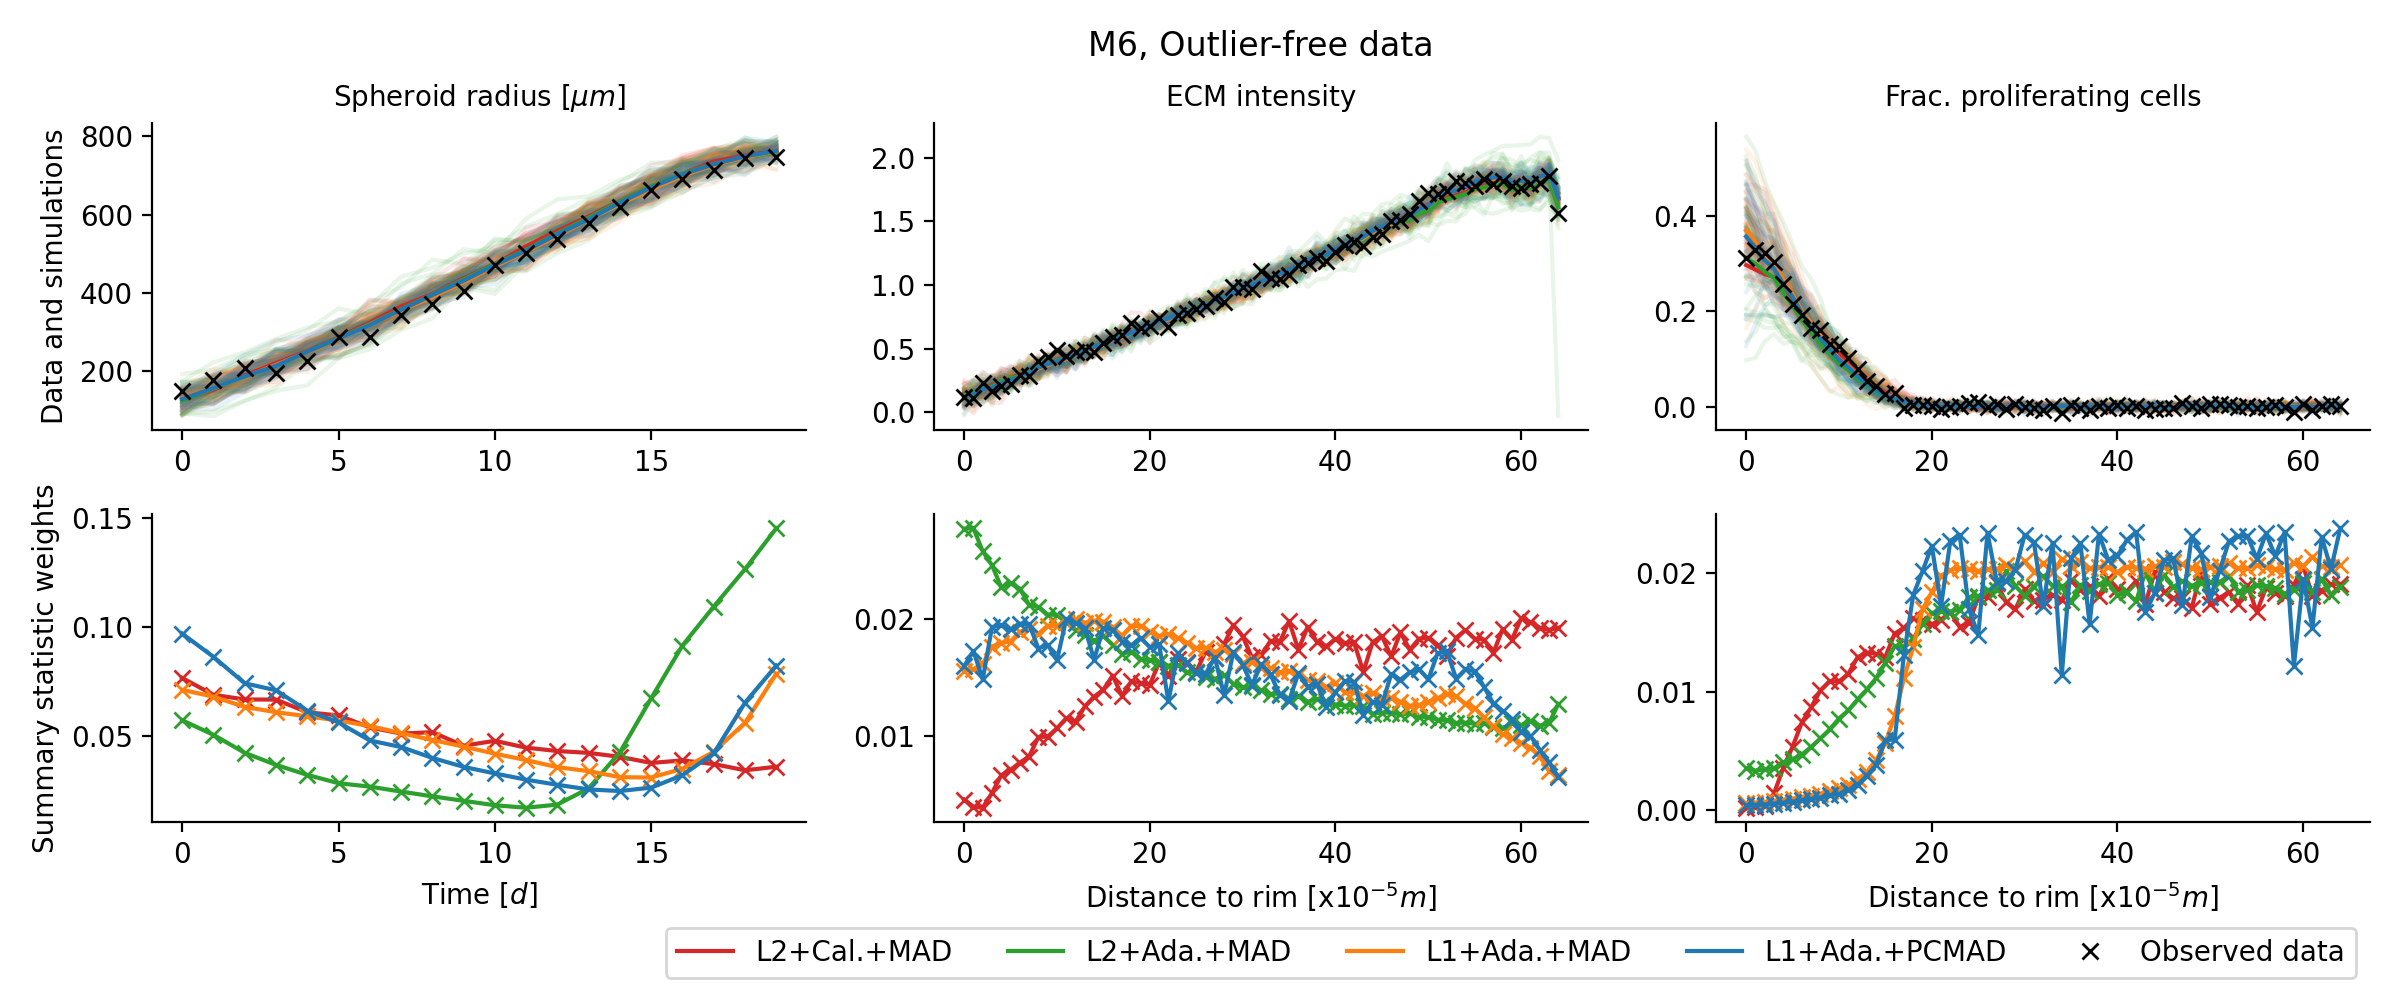 M6, Outlier-free data
Spheroid radius [μm]
ECM intensity
Frac. proliferating cells
Data and simulations
800
600
400
200
0 5 10 15
2.0
1.5
1.0
0.5
0.0
0 20 40 60
0.4
0.2
0.0
0 20 40 60
Summary statistic weights
0.15
0.10
0.05
0 5 10 15
Time [d]
0.02
0.01
0 20 40 60
Distance to rim [x10⁻⁵m]
0.02
0.01
0.00
0 20 40 60
Distance to rim [x10⁻⁵m]
L2+Cal.+MAD L2+Ada.+MAD L1+Ada.+MAD L1+Ada.+PCMAD Observed data